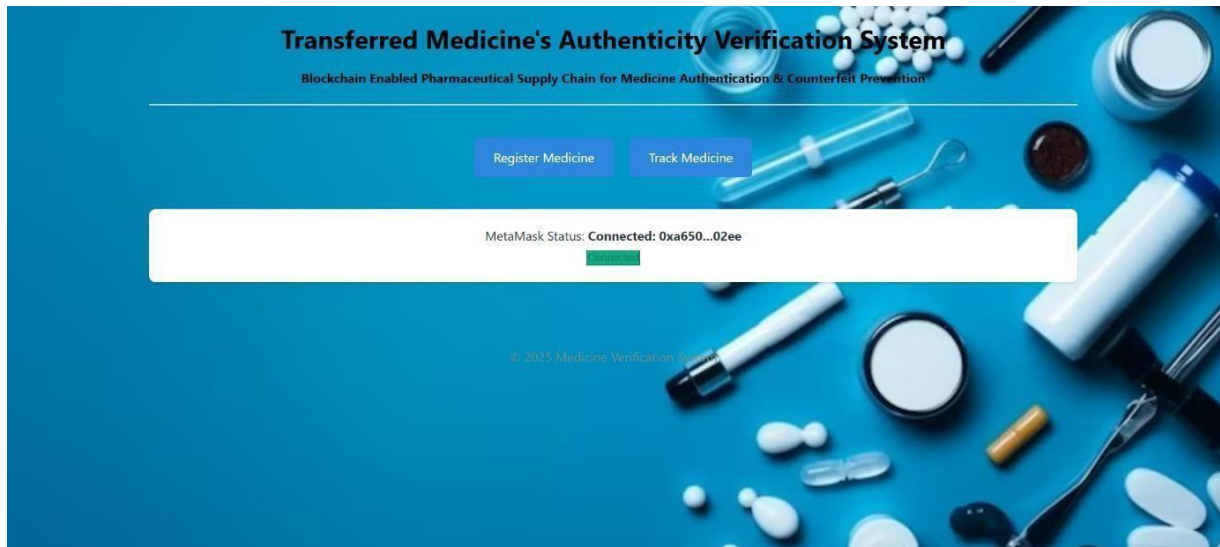 Transferred Medicine's Authenticity Verification System
Blockchain Enabled Pharmaceutical Supply Chain for Medicine Authentication & Counterfeit Prevention
Register Medicine
Track Medicine
MetaMask Status: Connected: 0xa650...02ee
Connected
© 2025 Medicine Verification System